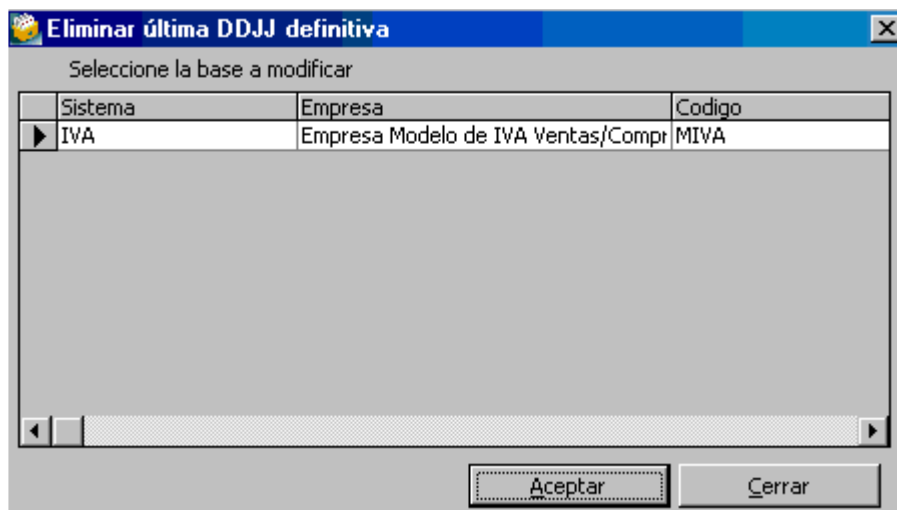 Eliminar última DDJJ definitiva
Seleccione la base a modificar
Sistema Empresa Codigo
IVA Empresa Modelo de IVA Ventas/Compr MIVA
Aceptar Cerrar